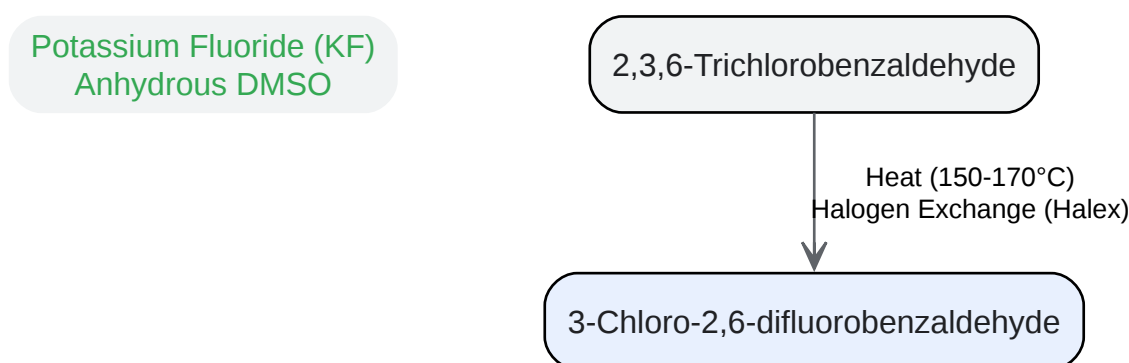 Potassium Fluoride (KF)
Anhydrous DMSO
2,3,6-Trichlorobenzaldehyde
Heat (150-170°C)
Halogen Exchange (Halex)
3-Chloro-2,6-difluorobenzaldehyde